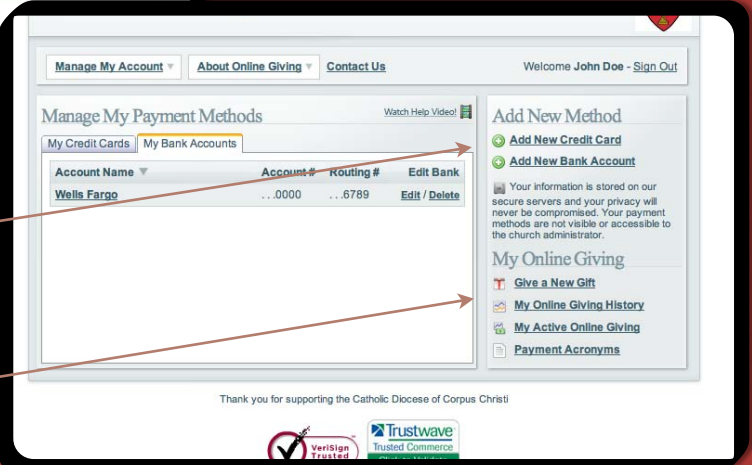 Manage My Account About Online Giving Contact Us Welcome John Doe - Sign Out
Manage My Payment Methods Watch Help Video!
My Credit Cards My Bank Accounts
Account Name Account # Routing # Edit Bank
Wells Fargo ...0000 ...6789 Edit / Delete
Add New Method
Add New Credit Card
Add New Bank Account
Your information is stored on our
secure servers and your privacy will
never be compromised. Your payment
methods are not visible or accessible to
the church administrator.
My Online Giving
Give a New Gift
My Online Giving History
My Active Online Giving
Payment Acronyms
Thank you for supporting the Catholic Diocese of Corpus Christi
VeriSign
Trusted
Trustwave
Trusted Commerce